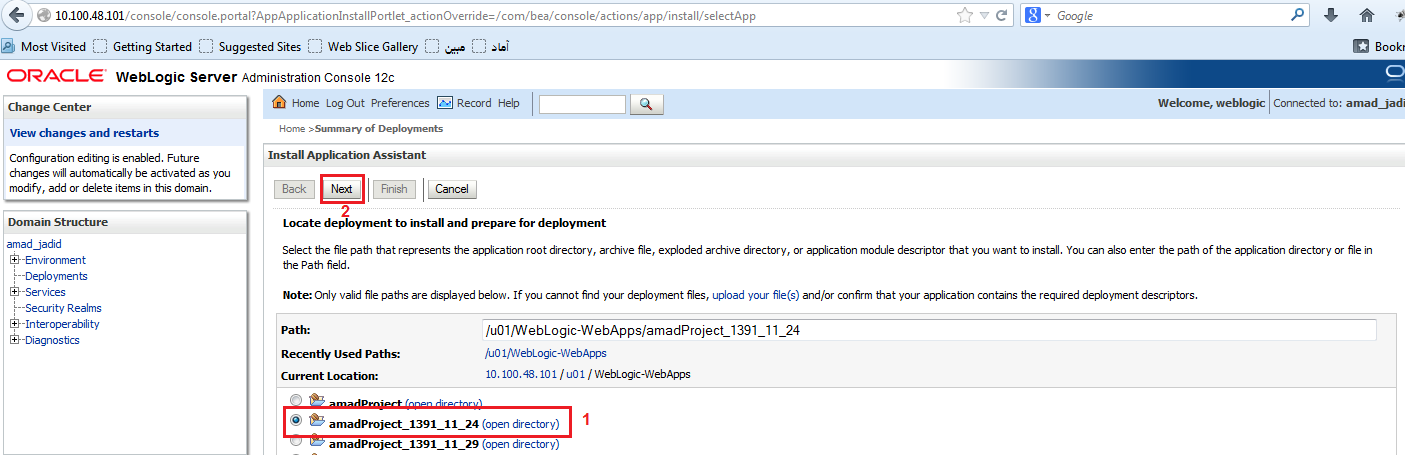 10.100.48.101/console/console.portal?AppApplicationInstallPortlet_actionOverride=/com/bea/console/actions/app/install/selectApp
Google
Most Visited Getting Started Suggested Sites Web Slice Gallery مبین آماد
ORACLE WebLogic Server Administration Console 12c
Change Center
View changes and restarts
Configuration editing is enabled. Future
changes will automatically be activated as you
modify, add or delete items in this domain.
Domain Structure
amad_jadid
Environment
Deployments
Services
Security Realms
Interoperability
Diagnostics
Home Log Out Preferences Record Help
Welcome, weblogic Connected to: amad_jadid
Home >Summary of Deployments
Install Application Assistant
Back Next Finish Cancel
2
Locate deployment to install and prepare for deployment
Select the file path that represents the application root directory, archive file, exploded archive directory, or application module descriptor that you want to install. You can also enter the path of the application directory or file in
the Path field.
Note: Only valid file paths are displayed below. If you cannot find your deployment files, upload your file(s) and/or confirm that your application contains the required deployment descriptors.
Path: /u01/WebLogic-WebApps/amadProject_1391_11_24
Recently Used Paths: /u01/WebLogic-WebApps
Current Location: 10.100.48.101 / u01 / WebLogic-WebApps
amadProject (open directory)
amadProject_1391_11_24 (open directory) 1
amadProject_1391_11_29 (open directory)